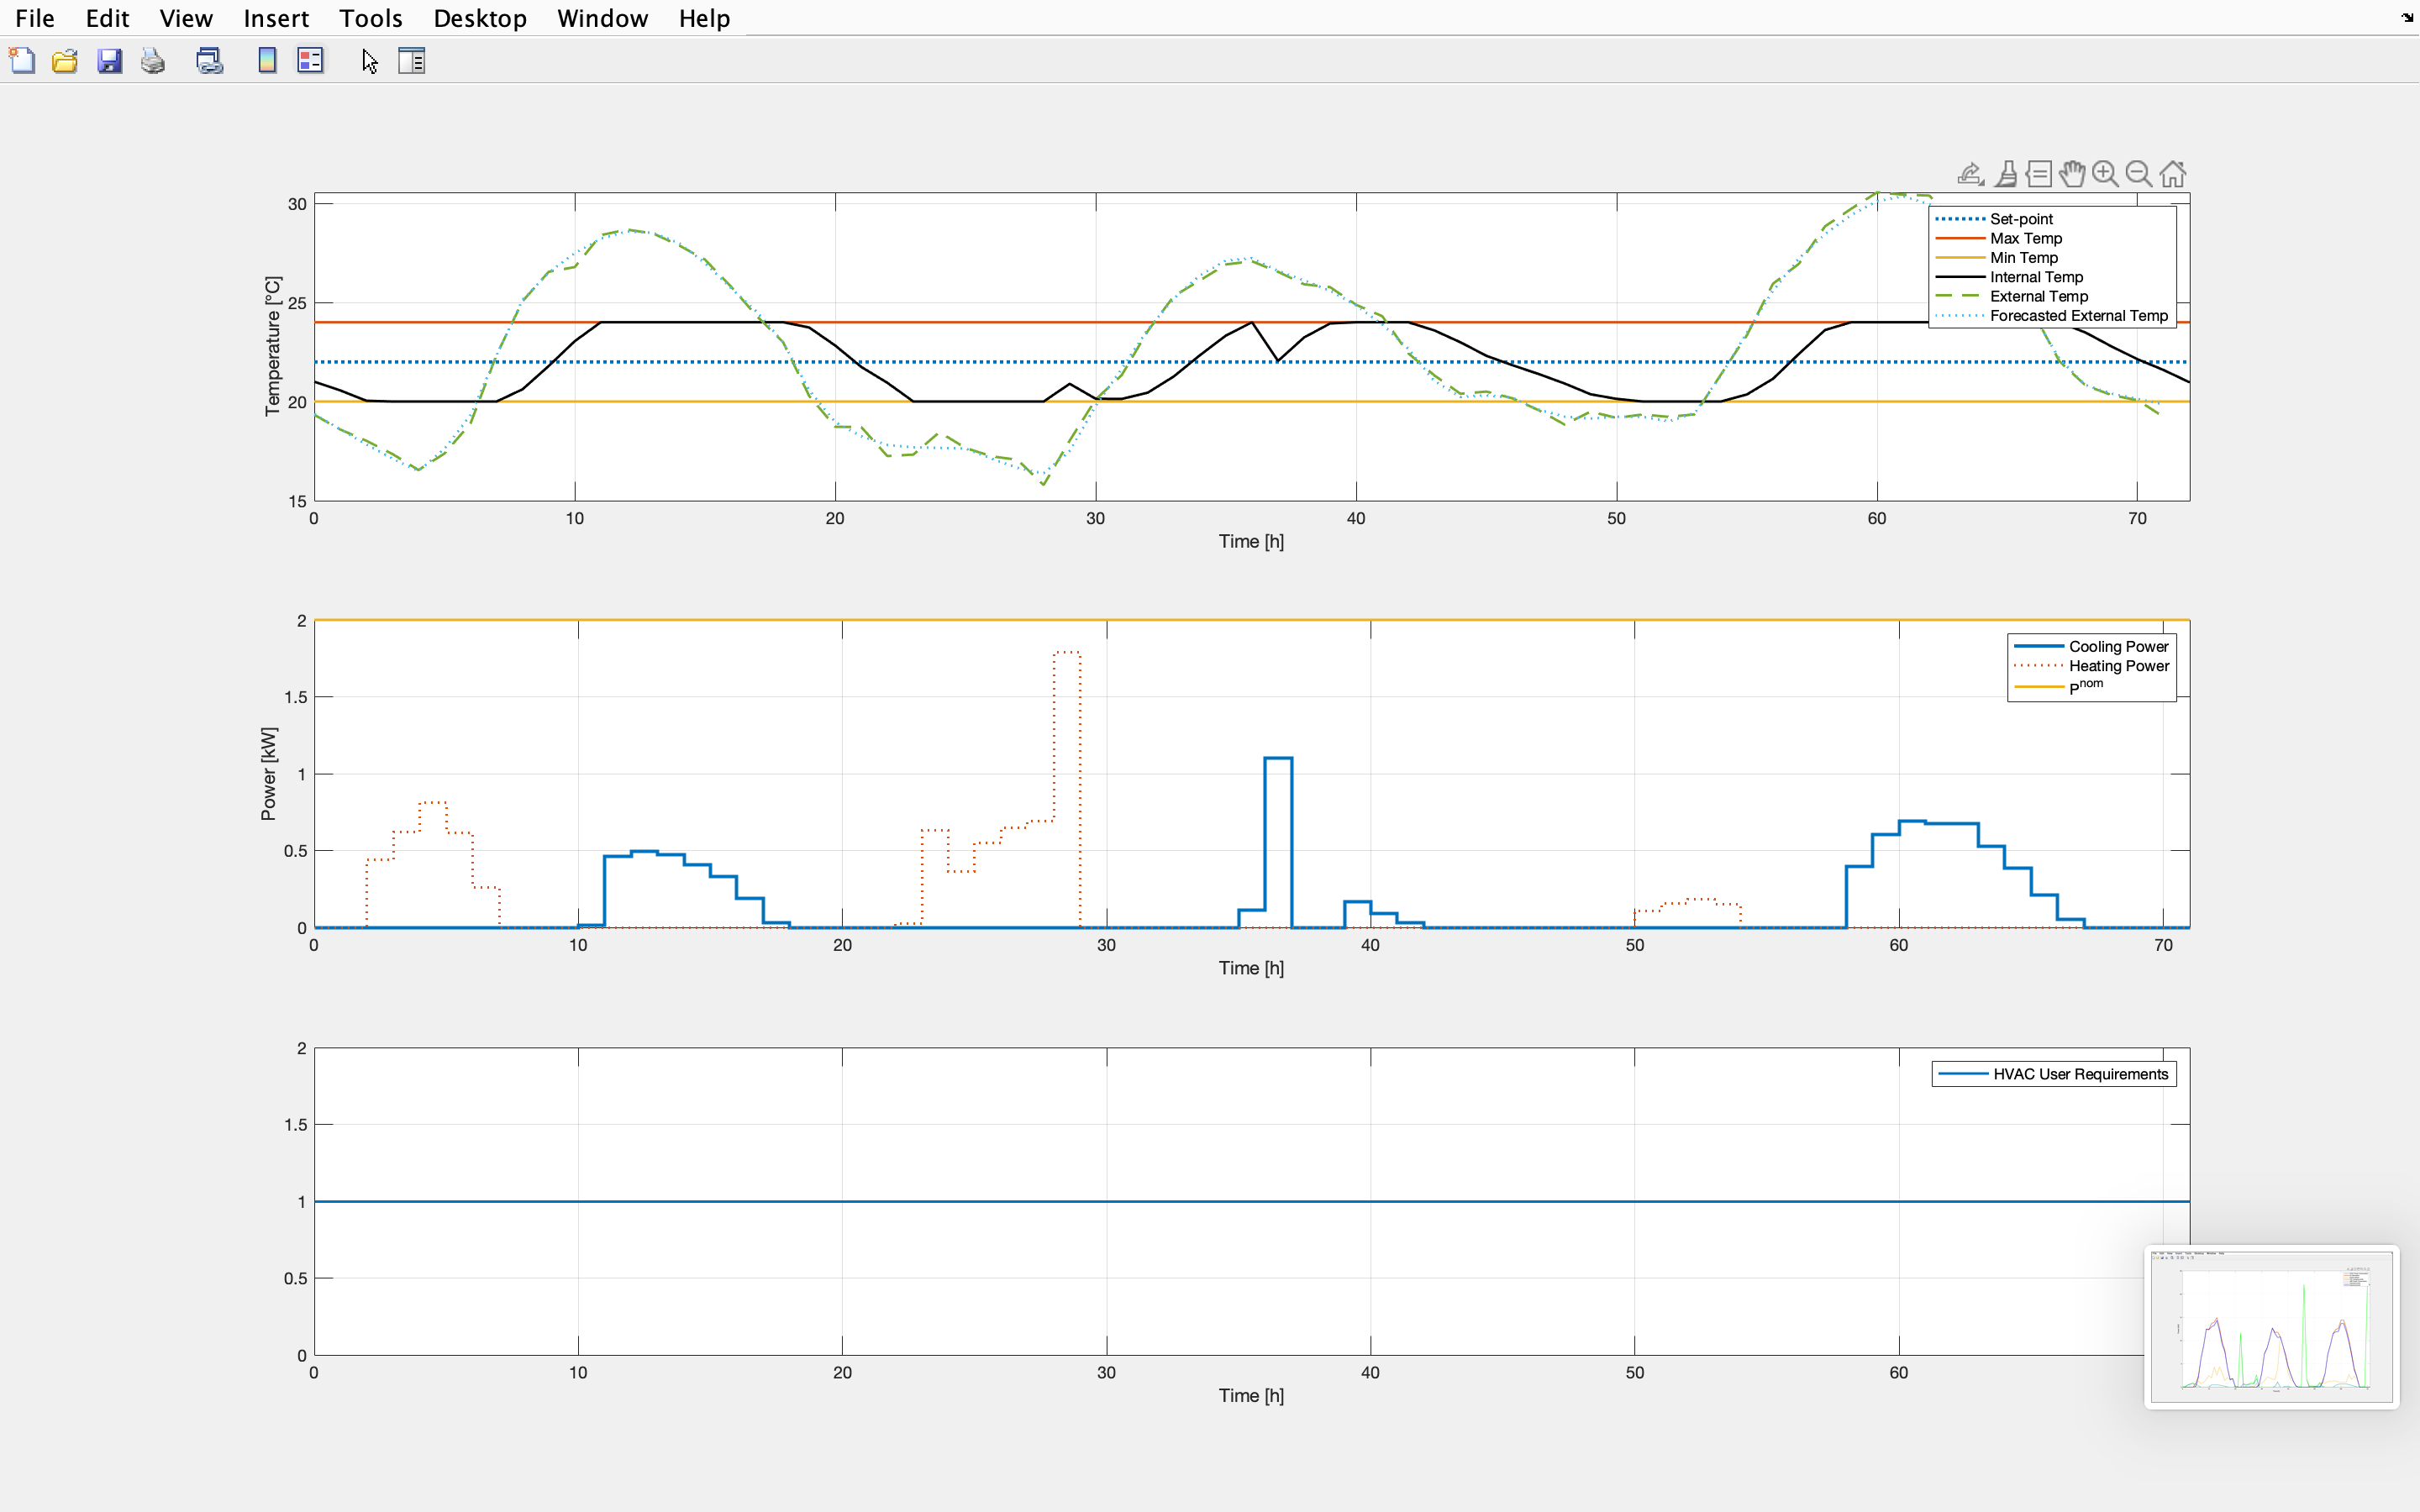 File Edit View Insert Tools Desktop Window Help
30
25
20
15
Temperature [°C]
0 10 20 30 40 50 60 70
Time [h]
Set-point
Max Temp
Min Temp
Internal Temp
External Temp
Forecasted External Temp
2
1.5
1
0.5
0
Power [kW]
0 10 20 30 40 50 60 70
Time [h]
Cooling Power
Heating Power
P^nom
2
1.5
1
0.5
0
0 10 20 30 40 50 60
Time [h]
HVAC User Requirements